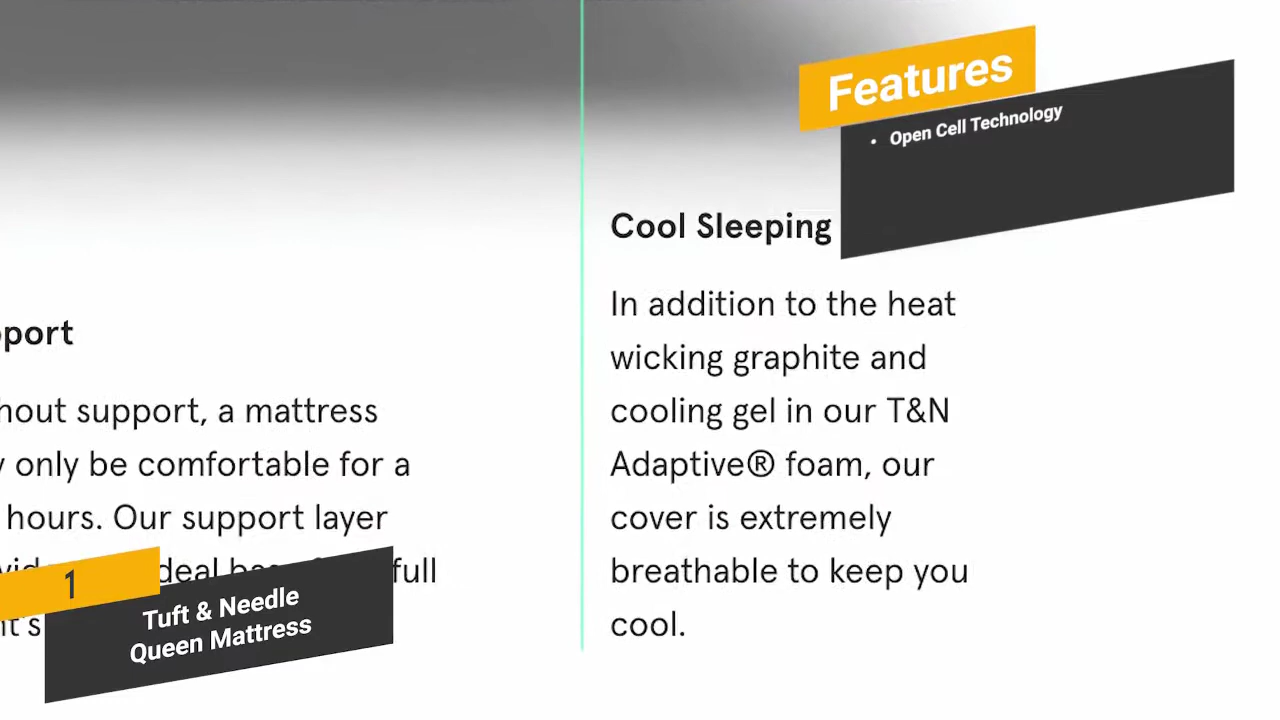 Features
• Open Cell Technology
Cool Sleeping
In addition to the heat
wicking graphite and
cooling gel in our T&N
Adaptive® foam, our
cover is extremely
breathable to keep you
cool.
pport
hout support, a mattress
only be comfortable for a
hours. Our support layer
full
1
Tuft & Needle
Queen Mattress